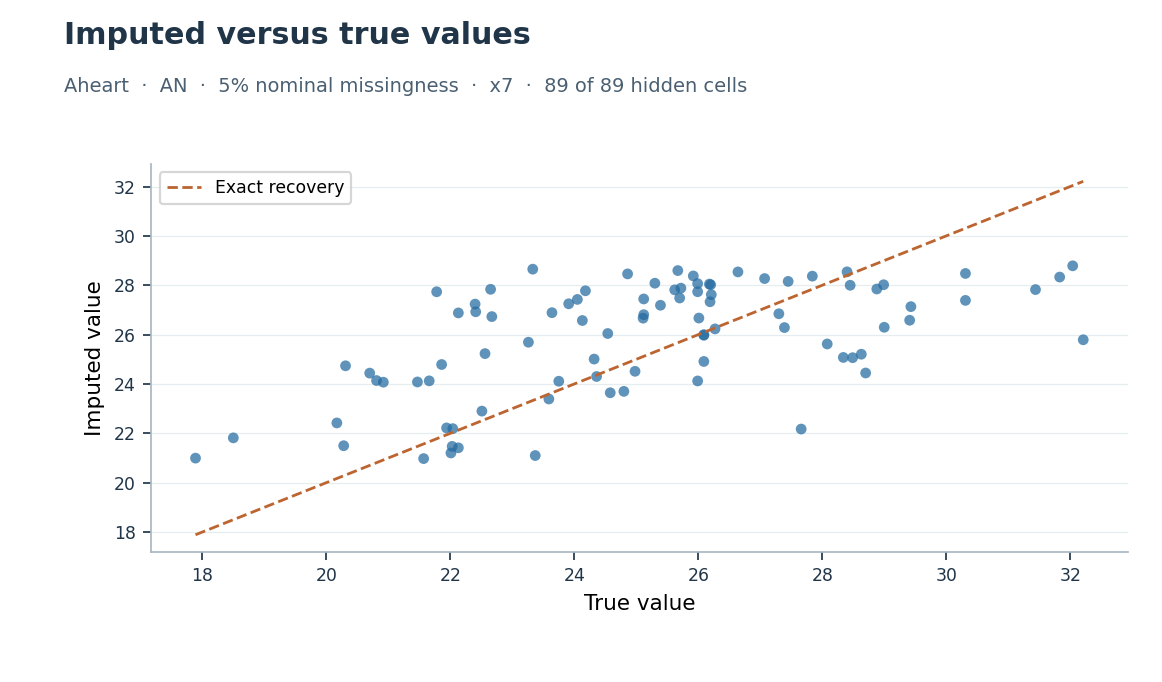 Imputed versus true values
Aheart · AN · 5% nominal missingness · x7 · 89 of 89 hidden cells
Exact recovery
32
30
28
26
24
22
20
18
Imputed value
18 20 22 24 26 28 30 32
True value